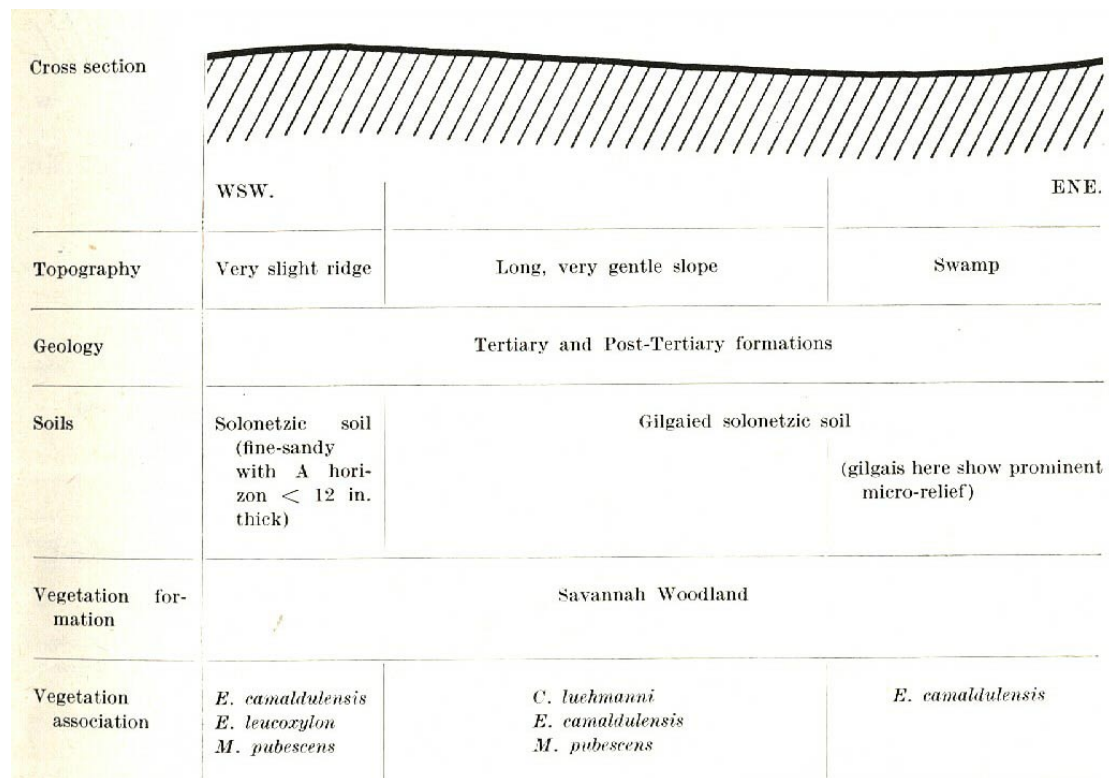 Cross section
WSW.
ENE.
Topography
Very slight ridge
Long, very gentle slope
Swamp
Geology
Tertiary and Post-Tertiary formations
Soils
Solonetzic soil
(fine-sandy
with A hori-
zon < 12 in.
thick)
Gilgaied solonetzic soil
(gilgais here show prominent
micro-relief)
Vegetation for-
mation
Savannah Woodland
Vegetation
association
E. camaldulensis
E. leucoxylon
M. pubescens
C. luehmanni
E. camaldulensis
M. pubescens
E. camaldulensis